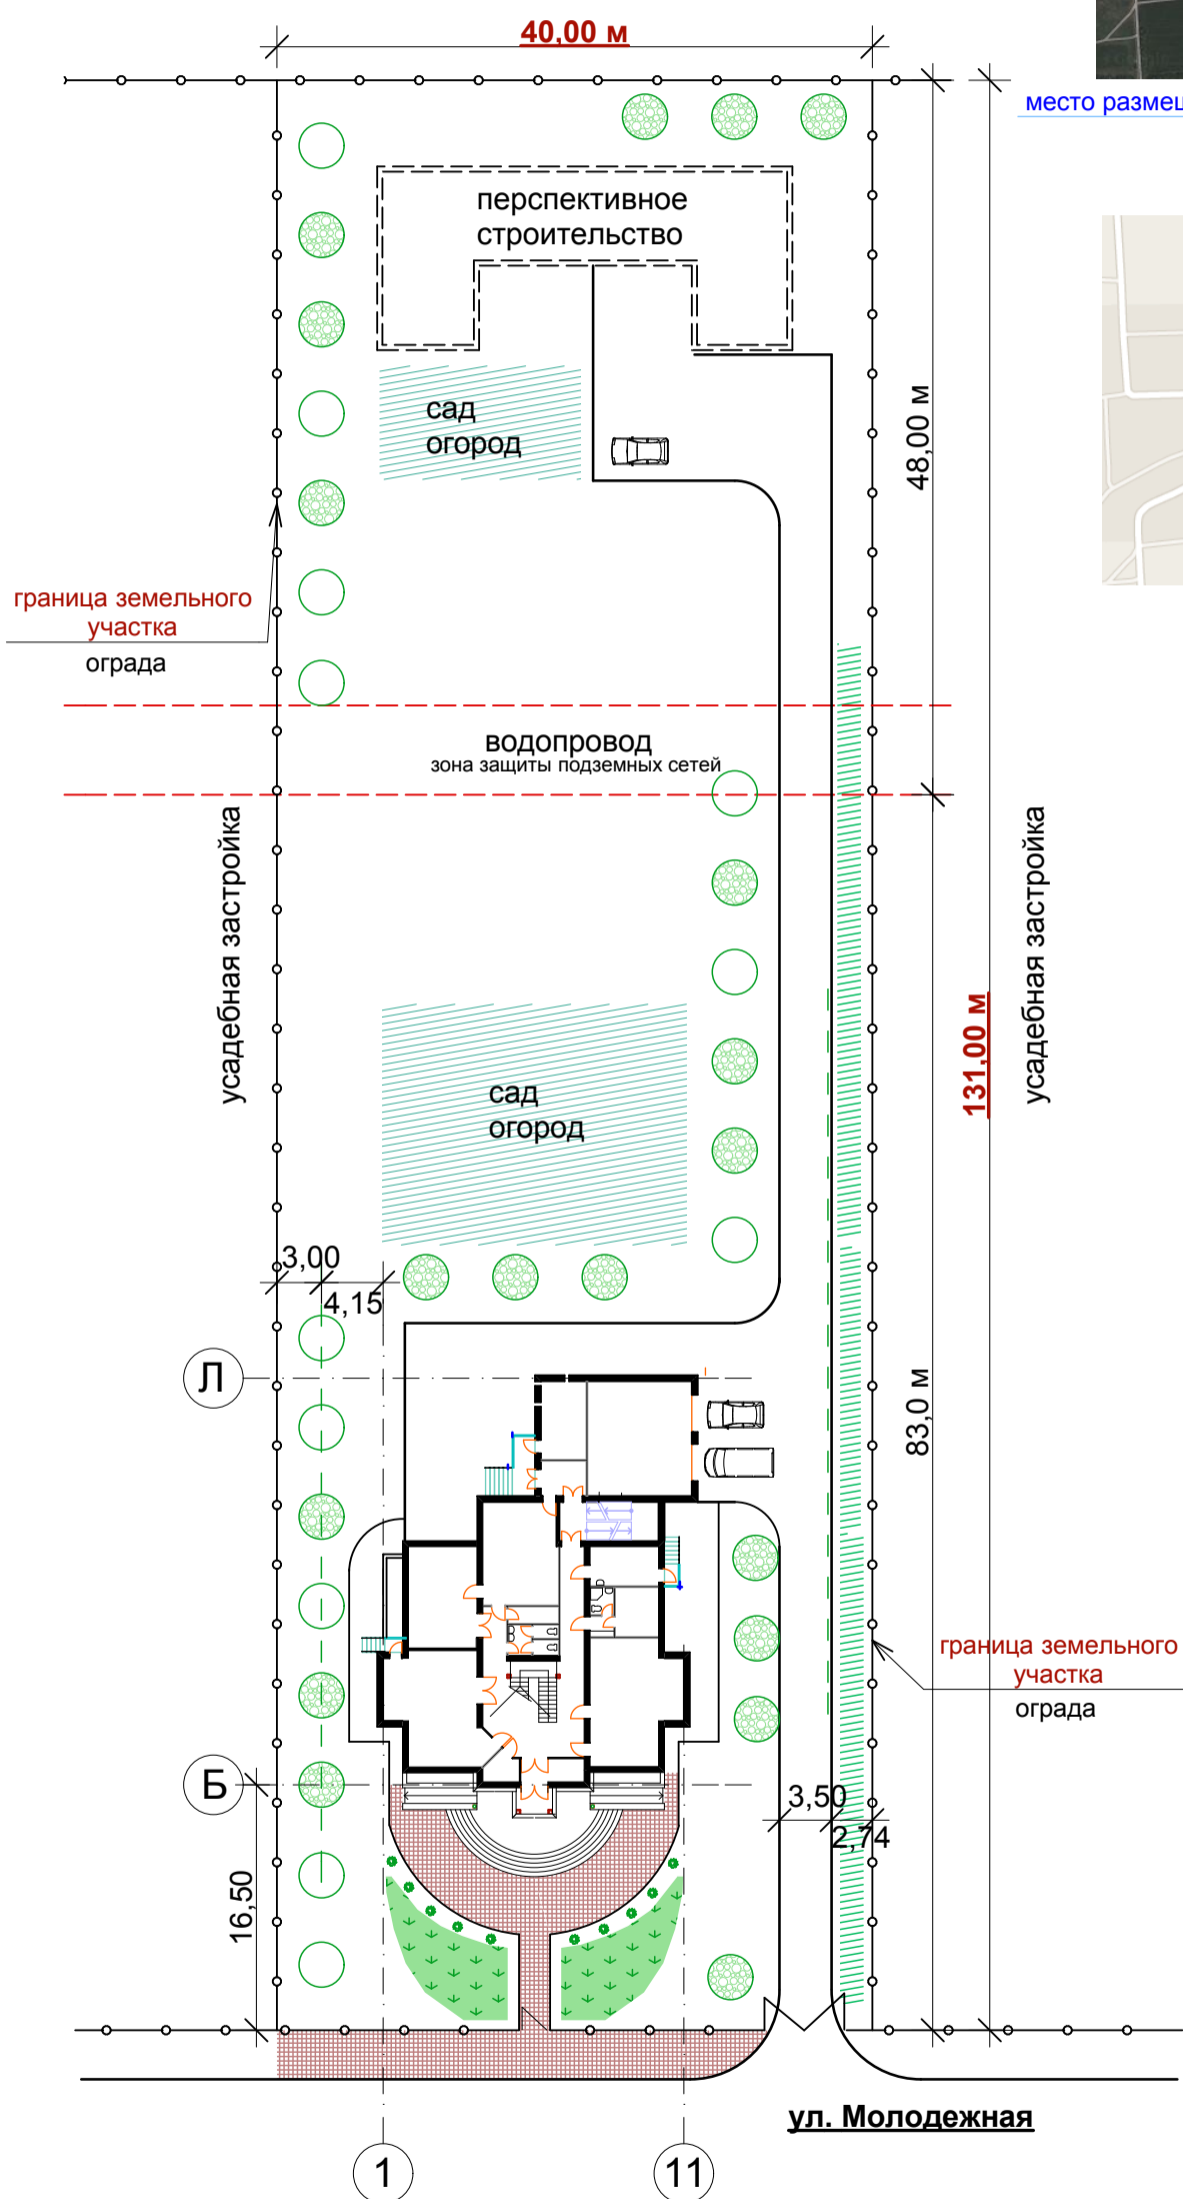 40,00 м
место размещ
перспективное
строительство
сад
огород
48,00 м
граница земельного
участка
ограда
водопровод
зона защиты подземных сетей
усадебная застройка
усадебная застройка
131,00 м
сад
огород
3,00
4,15
Л
83,0 м
граница земельного
участка
ограда
Б
3,50
2,74
16,50
ул. Молодежная
1
11